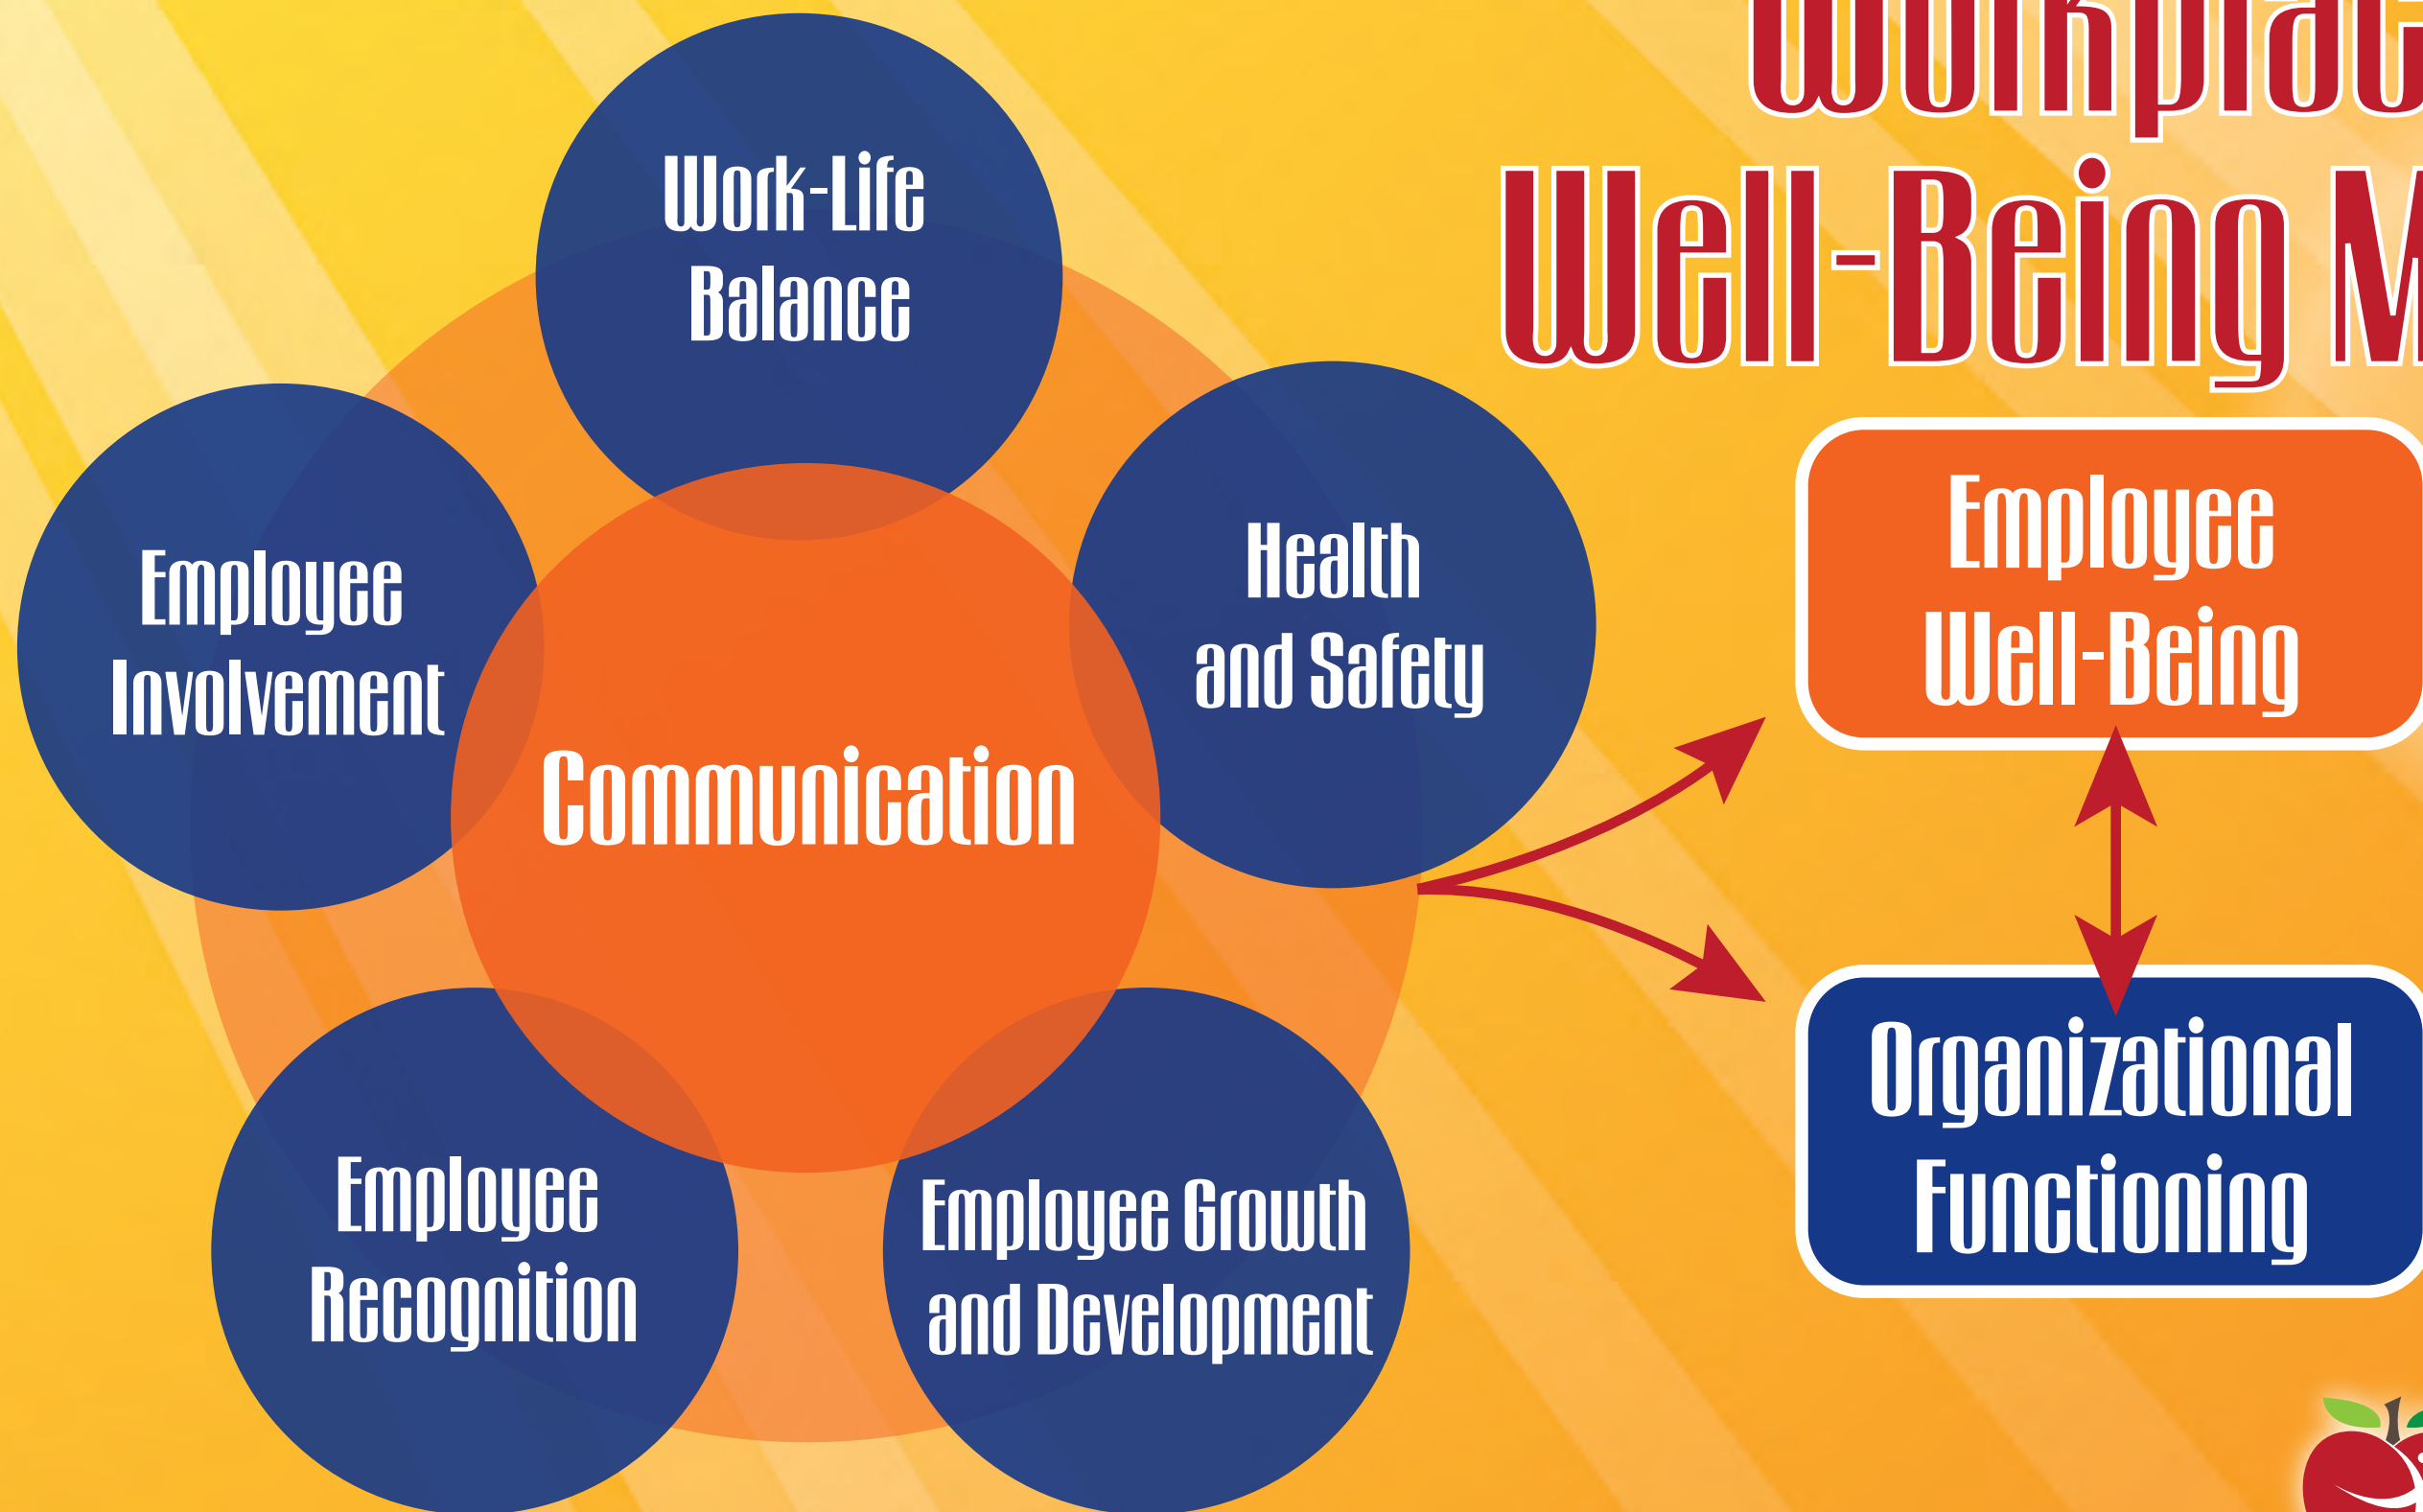 Well-Being
Work-Life
Balance
Employee
Involvement
Health
and Safety
Communication
Employee
Recognition
Employee Growth
and Development
Employee
Well-Being
Organizational
Functioning